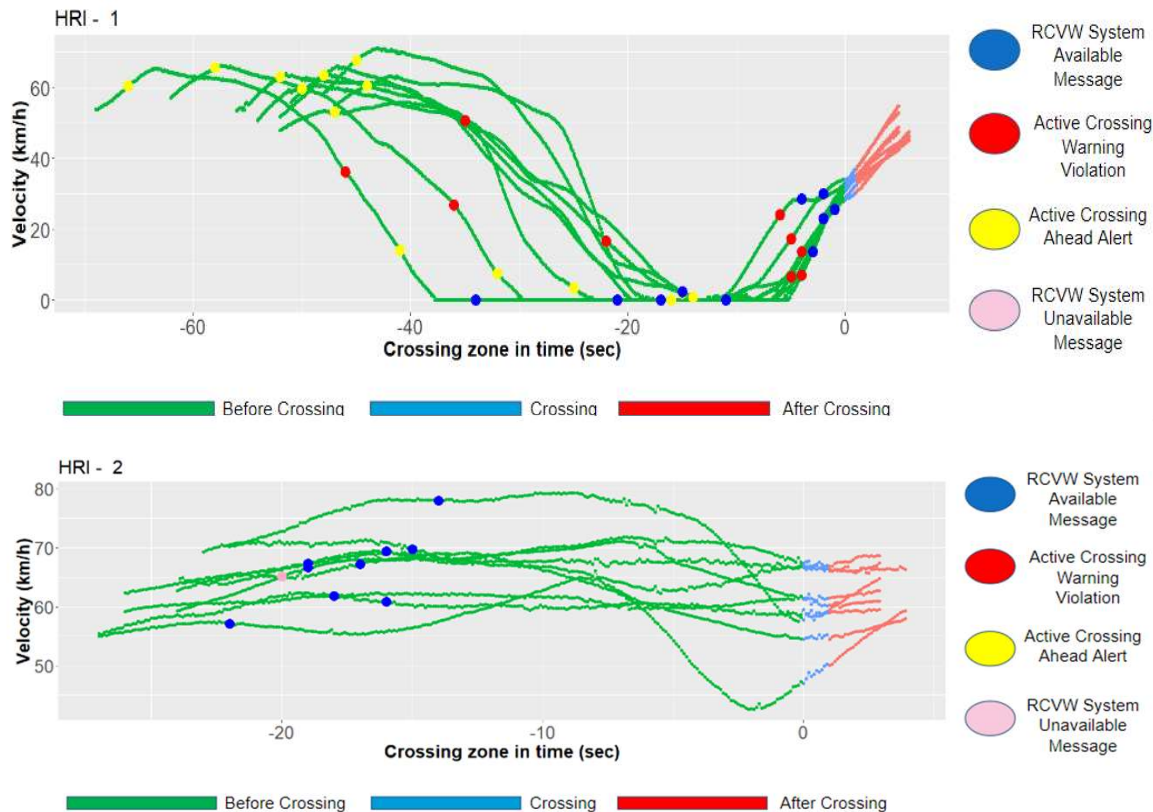 HRI - 1
Velocity (km/h)
60
40
20
0
-60
-40
-20
0
Crossing zone in time (sec)
RCVW System
Available
Message
Active Crossing
Warning
Violation
Active Crossing
Ahead Alert
RCVW System
Unavailable
Message
Before Crossing
Crossing
After Crossing
HRI - 2
Velocity (km/h)
80
70
60
50
-20
-10
0
Crossing zone in time (sec)
RCVW System
Available
Message
Active Crossing
Warning
Violation
Active Crossing
Ahead Alert
RCVW System
Unavailable
Message
Before Crossing
Crossing
After Crossing